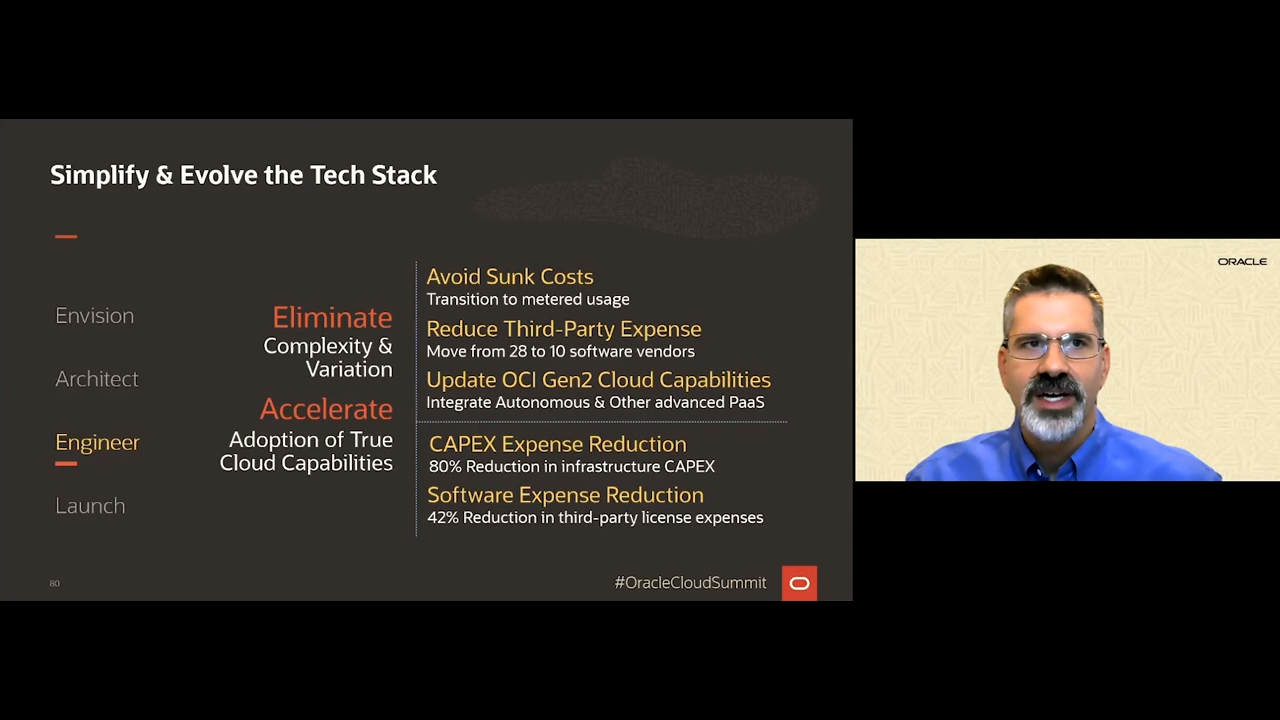 Simplify & Evolve the Tech Stack
Envision
Architect
Engineer
Launch
Eliminate
Complexity &
Variation
Accelerate
Adoption of True
Cloud Capabilities
Avoid Sunk Costs
Transition to metered usage
Reduce Third-Party Expense
Move from 28 to 10 software vendors
Update OCI Gen2 Cloud Capabilities
Integrate Autonomous & Other advanced PaaS
CAPEX Expense Reduction
80% Reduction in infrastructure CAPEX
Software Expense Reduction
42% Reduction in third-party license expenses
80
#OracleCloudSummit
ORACLE